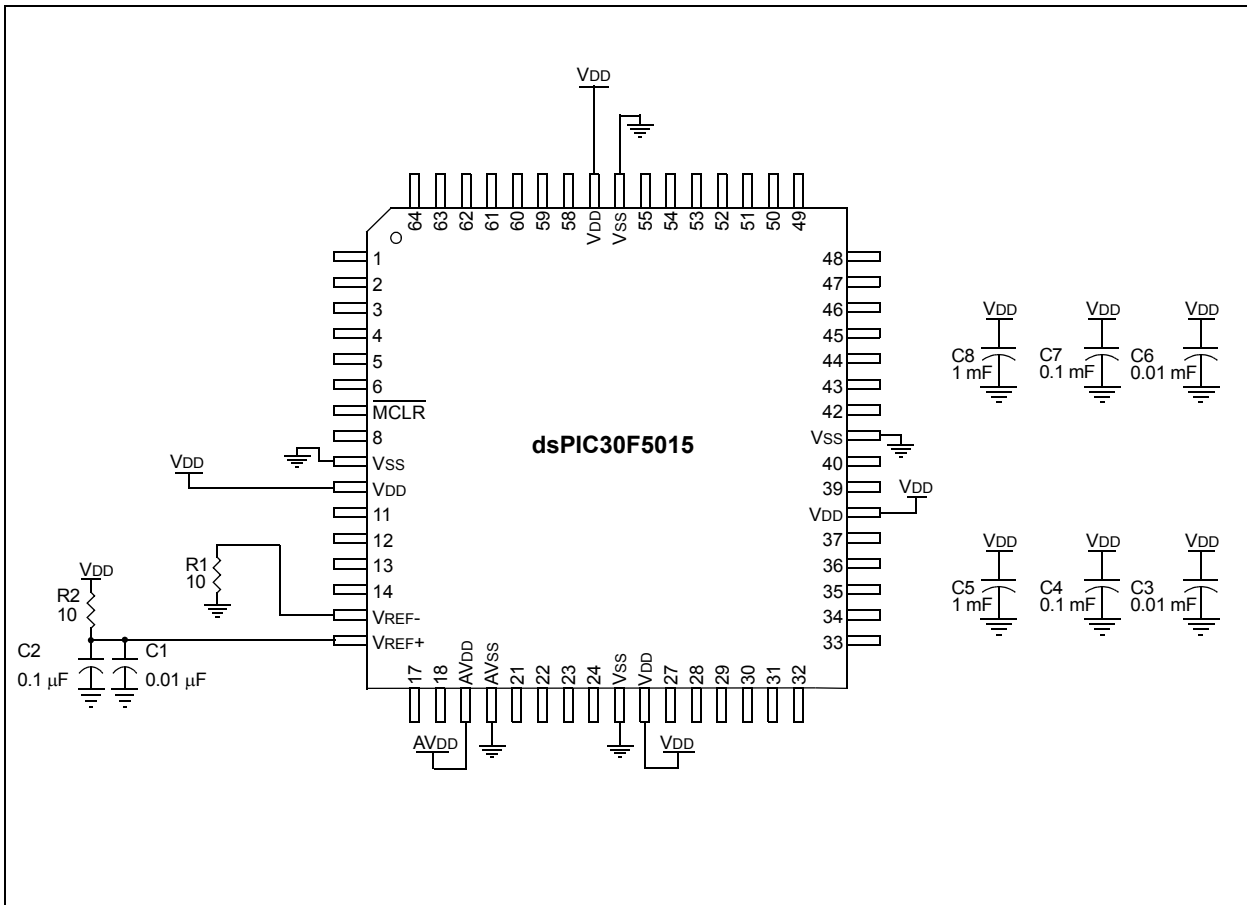 VDD
64 63 62 61 60 59 58 VDD VSS 55 54 53 52 51 50 49
1
2
3
4
5
6
MCLR
8
VSS
VDD
VDD
11
12
13
14
VREF-
VREF+
R1
10
VDD
R2
10
C2
0.1 μF
C1
0.01 μF
dsPIC30F5015
48
47
46
45
44
43
42
VSS
40
39
VDD
VDD
37
36
35
34
33
17 18 AVDD AVSS 21 22 23 24 VSS VDD 27 28 29 30 31 32
AVDD
VDD
VDD
C8
1 mF
VDD
C7
0.1 mF
VDD
C6
0.01 mF
VDD
C5
1 mF
VDD
C4
0.1 mF
VDD
C3
0.01 mF